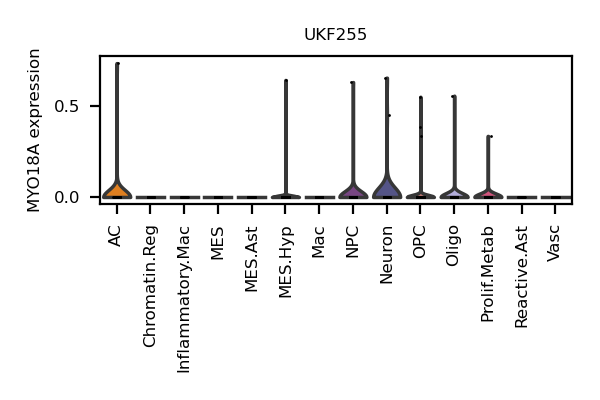 UKF255
MYO18A expression
0.5
0.0
AC
Chromatin.Reg
Inflammatory.Mac
MES
MES.Ast
MES.Hyp
Mac
NPC
Neuron
OPC
Oligo
Prolif.Metab
Reactive.Ast
Vasc